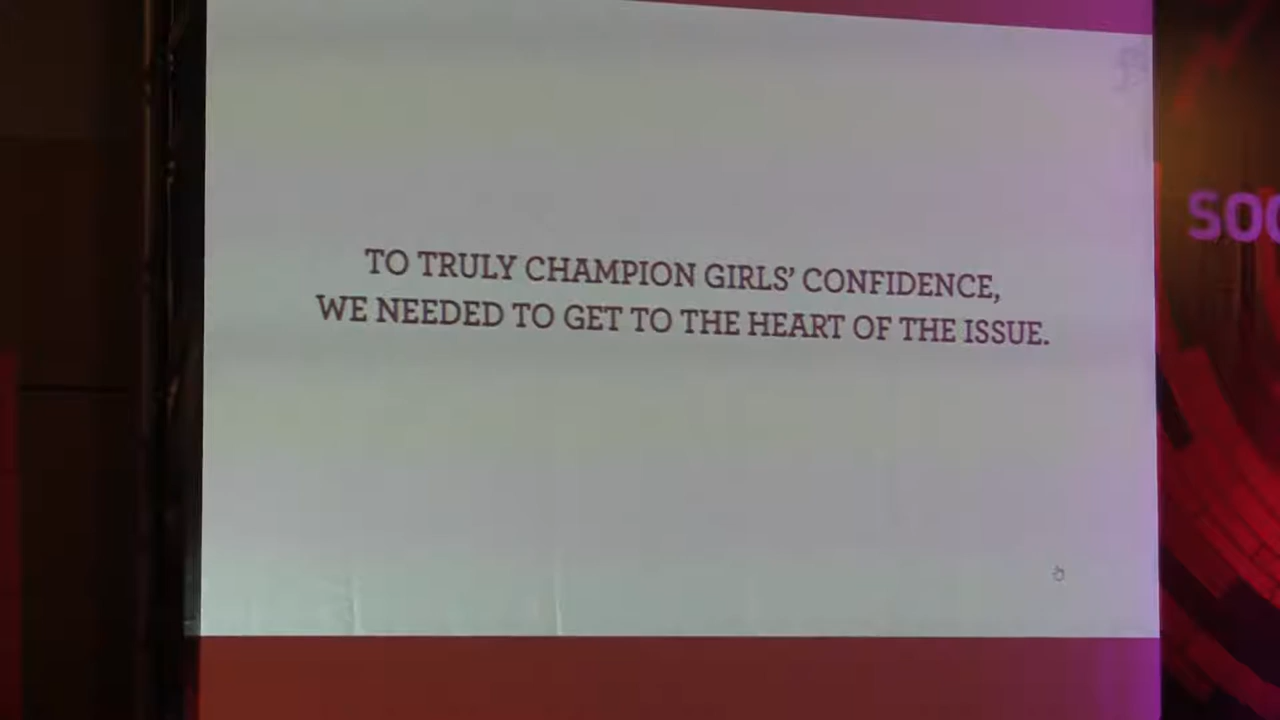 TO TRULY CHAMPION GIRLS’ CONFIDENCE,
WE NEEDED TO GET TO THE HEART OF THE ISSUE.